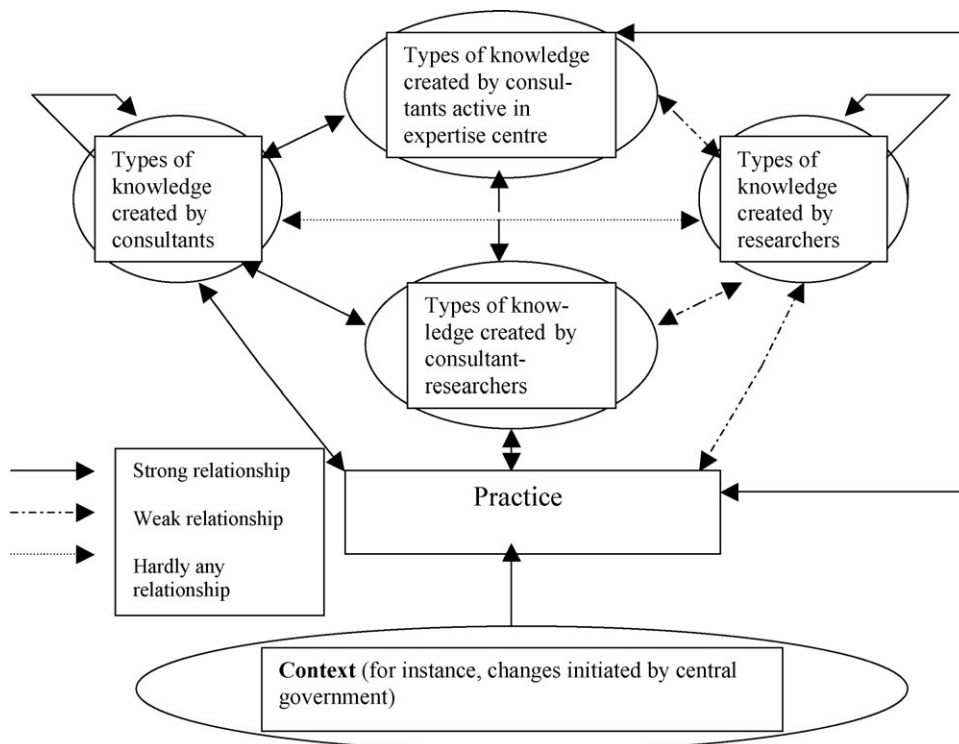 Types of knowledge
created by consul-
tants active in
expertise centre
Types of
knowledge
created by
consultants
Types of
knowledge
created by
researchers
Types of know-
ledge created by
consultant-
researchers
Strong relationship
Weak relationship
Hardly any
relationship
Practice
Context (for instance, changes initiated by central
government)